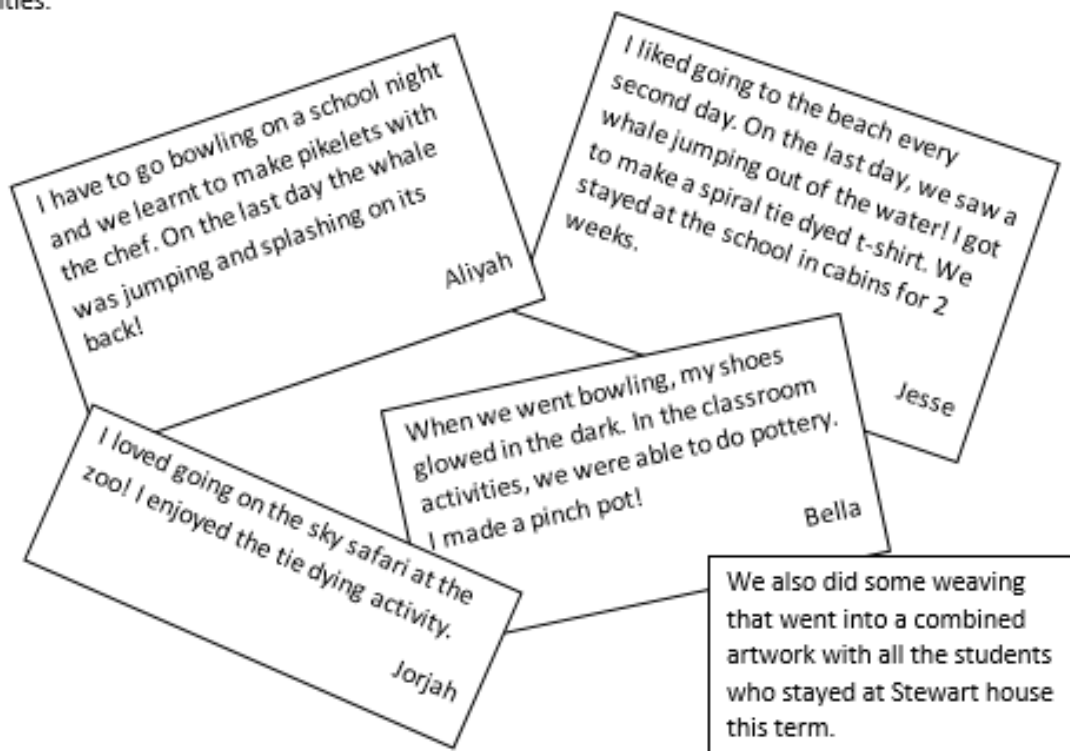 I have to go bowling on a school night
and we learnt to make pikelets with
the chef. On the last day the whale
was jumping and splashing on its
back!
Aliyah
I liked going to the beach every
second day. On the last day, we saw a
whale jumping out of the water! I got
to make a spiral tie dyed t-shirt. We
stayed at the school in cabins for 2
weeks.
Jesse
When we went bowling, my shoes
glowed in the dark. In the classroom
activities, we were able to do pottery.
I made a pinch pot!
Bella
I loved going on the sky safari at the
zoo! I enjoyed the tie dying activity.
Jorjah
We also did some weaving
that went into a combined
artwork with all the students
who stayed at Stewart house
this term.